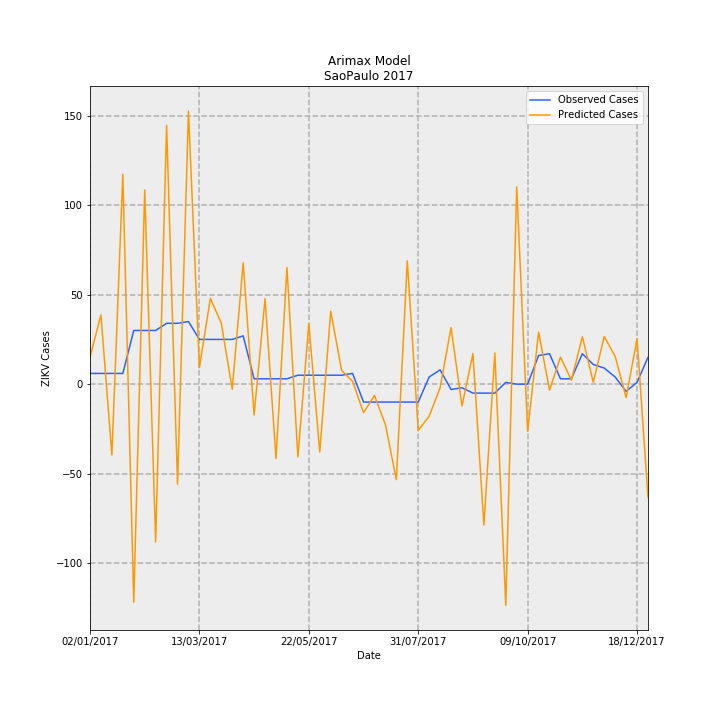 Arimax Model
SaoPaulo 2017
Observed Cases
Predicted Cases
150
100
50
0
−50
−100
ZIKV Cases
02/01/2017 13/03/2017 22/05/2017 31/07/2017 09/10/2017 18/12/2017
Date